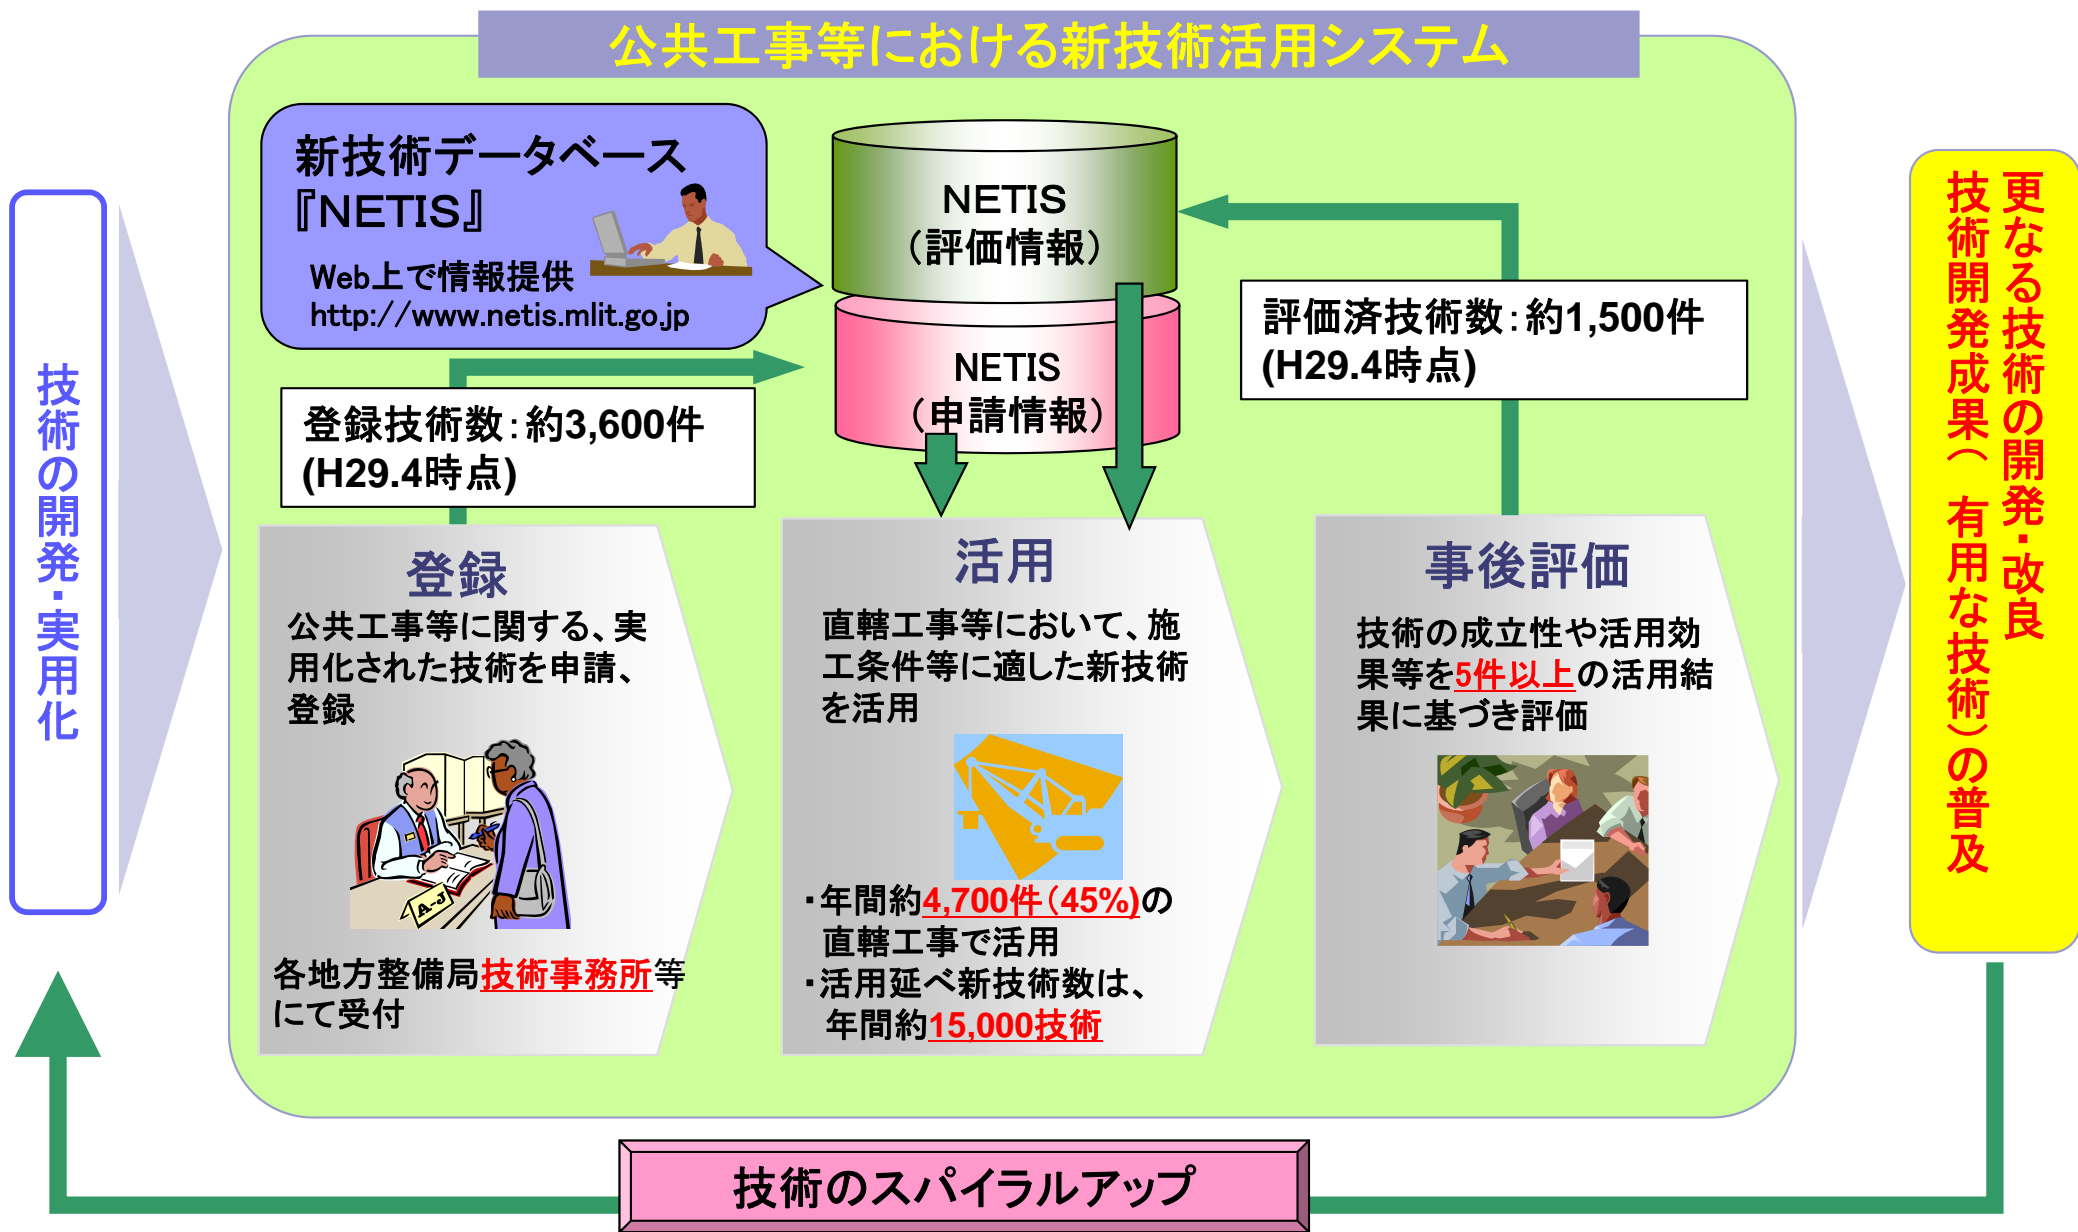 公共工事等における新技術活用システム
技術の開発・実用化
新技術データベース
『NETIS』
Web上で情報提供
http://www.netis.mlit.go.jp
NETIS
（評価情報）
NETIS
（申請情報）
登録技術数：約3,600件
(H29.4時点)
評価済技術数：約1,500件
(H29.4時点)
登録
公共工事等に関する、実
用化された技術を申請、
登録
A-J
各地方整備局技術事務所等
にて受付
活用
直轄工事等において、施
工条件等に適した新技術
を活用
・年間約4,700件（45%)の
直轄工事で活用
・活用延べ新技術数は、
年間約15,000技術
事後評価
技術の成立性や活用効
果等を5件以上の活用結
果に基づき評価
更なる技術の開発・改良
技術開発成果（ 有用な技術）の普及
技術のスパイラルアップ